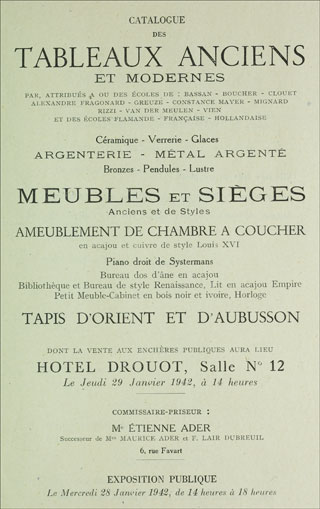 CATALOGUE
DES
TABLEAUX ANCIENS
ET MODERNES
PAR, ATTRIBUÉS A OU DES ÉCOLES DE : BASSAN - BOUCHER - CLOUET
ALEXANDRE FRAGONARD - GREUZE - CONSTANCE MAYER - MIGNARD
RIZZI - VAN DER MEULEN - VIEN
ET DES ÉCOLES FLAMANDE - FRANÇAISE - HOLLANDAISE
Céramique - Verrerie - Glaces
ARGENTERIE - MÉTAL ARGENTÉ
Bronzes - Pendules - Lustre
MEUBLES ET SIÈGES
Anciens et de Styles
AMEUBLEMENT DE CHAMBRE A COUCHER
en acajou et cuivre de style Louis XVI
Piano droit de Systermans
Bureau dos d'âne en acajou
Bibliothèque et Bureau de style Renaissance, Lit en acajou Empire
Petit Meuble-Cabinet en bois noir et ivoire, Horloge
TAPIS D'ORIENT ET D'AUBUSSON
DONT LA VENTE AUX ENCHÈRES PUBLIQUES AURA LIEU
HOTEL DROUOT, Salle No 12
Le Jeudi 29 Janvier 1942, à 14 heures
COMMISSAIRE-PRISEUR :
Me ÉTIENNE ADER
Successeur de Mes MAURICE ADER et F. LAIR DUBREUIL
6, rue Favart
EXPOSITION PUBLIQUE
Le Mercredi 28 Janvier 1942, de 14 heures à 18 heures